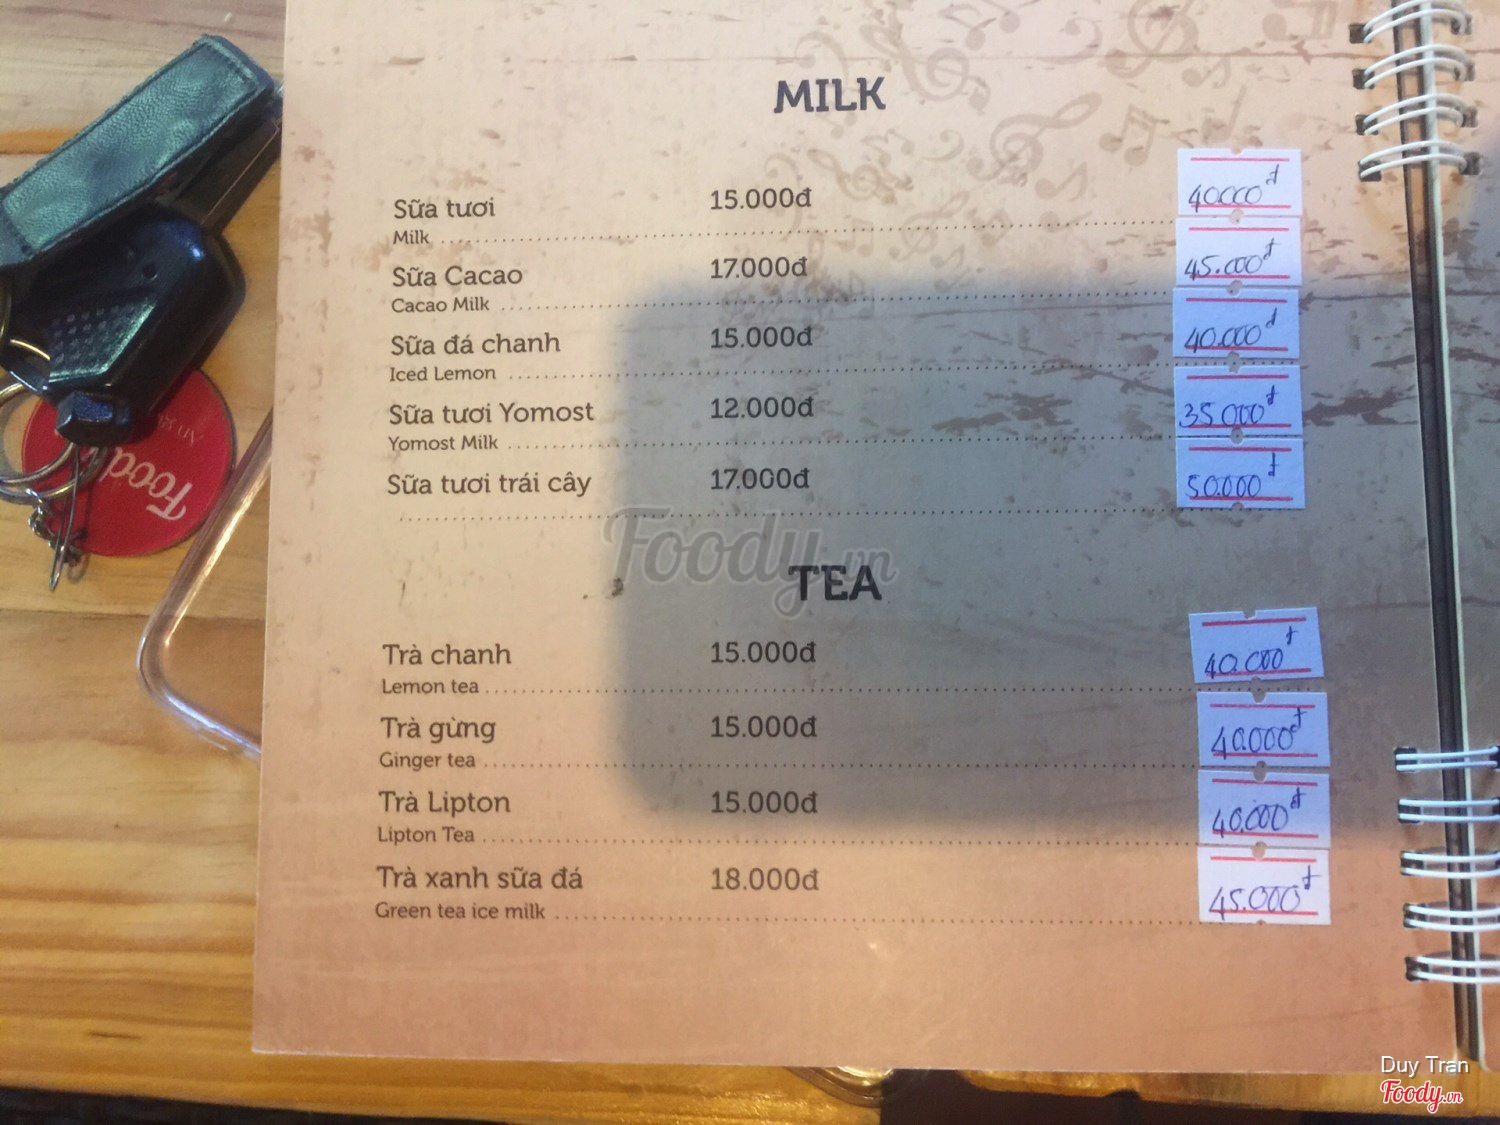 MILK
Sữa tươi 15.000đ 40.000đ
Milk
Sữa Cacao 17.000đ 45.000đ
Cacao Milk
Sữa đá chanh 15.000đ 40.000đ
Iced Lemon
Sữa tươi Yomost 12.000đ 35.000đ
Yomost Milk
Sữa tươi trái cây 17.000đ 50.000đ
Foody.vn
TEA
Trà chanh 15.000đ 40.000đ
Lemon tea
Trà gừng 15.000đ 40.000đ
Ginger tea
Trà Lipton 15.000đ 40.000đ
Lipton Tea
Trà xanh sữa đá 18.000đ 45.000đ
Green tea ice milk
Foody
Duy Tran
Foody.vn